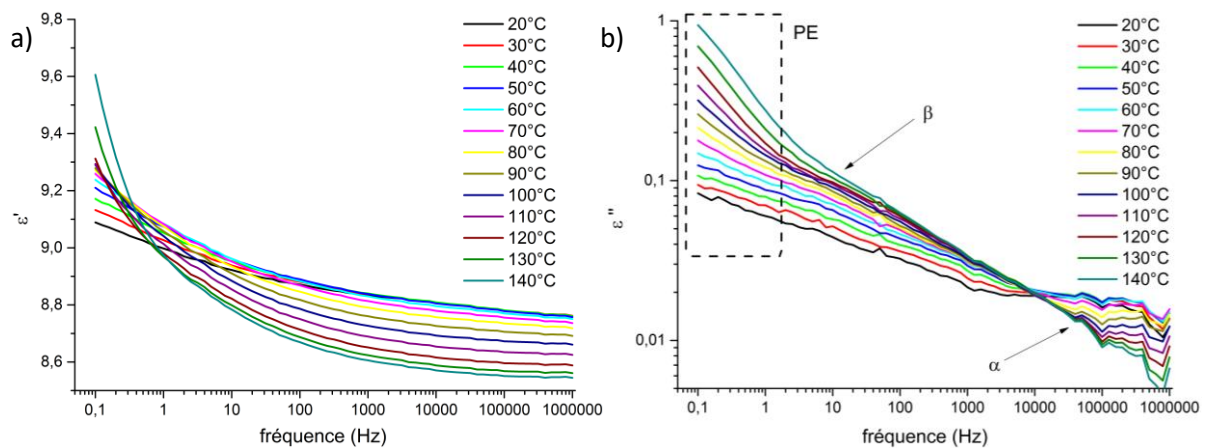 a)
9,8
9,6
9,4
9,2
9,0
8,8
8,6
ε'
0,1
1
10
100
1000
10000
100000
1000000
fréquence (Hz)
20°C
30°C
40°C
50°C
60°C
70°C
80°C
90°C
100°C
110°C
120°C
130°C
140°C
b)
1
0,1
0,01
ε''
PE
β
α
0,1
1
10
100
1000
10000
100000
1000000
fréquence (Hz)
20°C
30°C
40°C
50°C
60°C
70°C
80°C
90°C
100°C
110°C
120°C
130°C
140°C